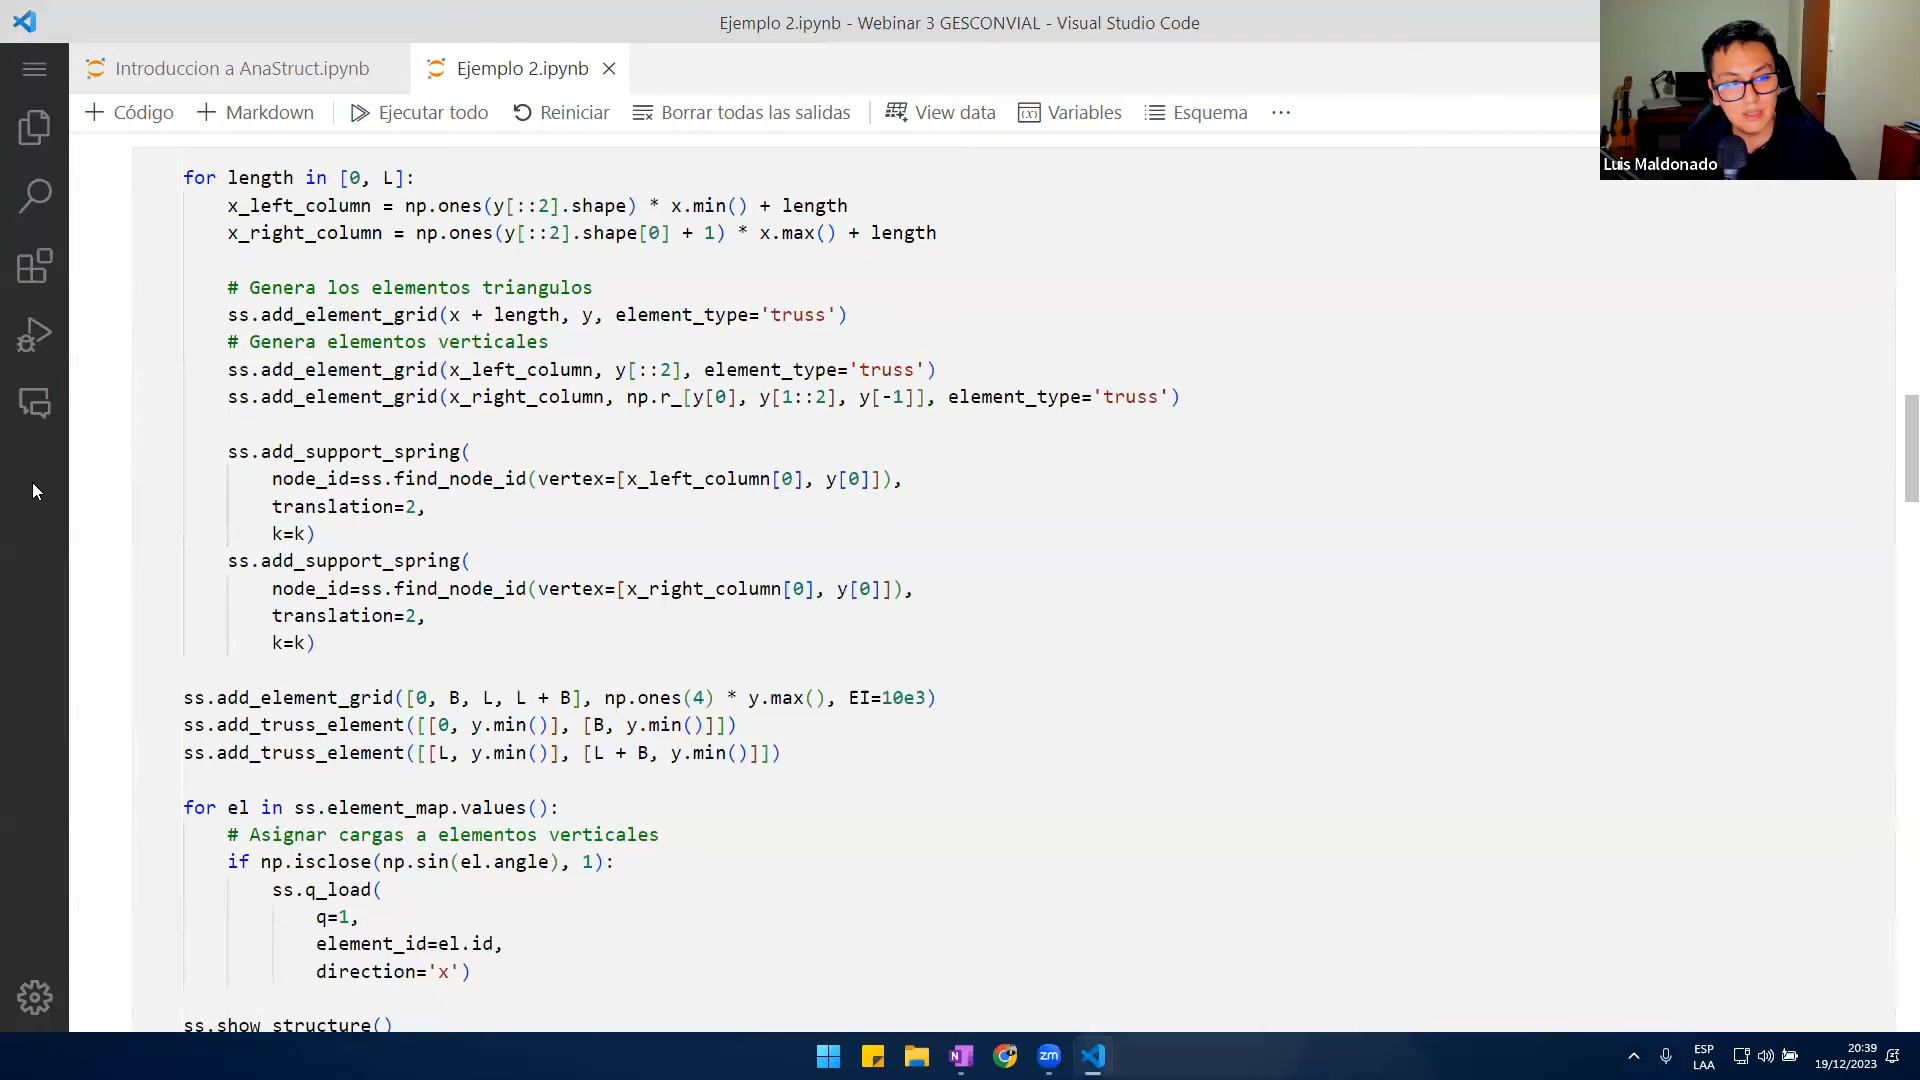 Ejemplo 2.ipynb - Webinar 3 GESCONVIAL - Visual Studio Code
Introduccion a AnaStruct.ipynb
Ejemplo 2.ipynb
Código
Markdown
Ejecutar todo
Reiniciar
Borrar todas las salidas
View data
Variables
Esquema
...
Luis Maldonado
for length in [0, L]:
    x_left_column = np.ones(y[::2].shape) * x.min() + length
    x_right_column = np.ones(y[::2].shape[0] + 1) * x.max() + length
    # Genera los elementos triangulos
    ss.add_element_grid(x + length, y, element_type='truss')
    # Genera elementos verticales
    ss.add_element_grid(x_left_column, y[::2], element_type='truss')
    ss.add_element_grid(x_right_column, np.r_[y[0], y[1::2], y[-1]], element_type='truss')
    ss.add_support_spring(
        node_id=ss.find_node_id(vertex=[x_left_column[0], y[0]]),
        translation=2,
        k=k)
    ss.add_support_spring(
        node_id=ss.find_node_id(vertex=[x_right_column[0], y[0]]),
        translation=2,
        k=k)
ss.add_element_grid([0, B, L, L + B], np.ones(4) * y.max(), EI=10e3)
ss.add_truss_element([[0, y.min()], [B, y.min()]])
ss.add_truss_element([[L, y.min()], [L + B, y.min()]])
for el in ss.element_map.values():
    # Asignar cargas a elementos verticales
    if np.isclose(np.sin(el.angle), 1):
        ss.q_load(
            q=1,
            element_id=el.id,
            direction='x')
ss.show_structure()
N
zm
ESP
LAA
20:39
19/12/2023